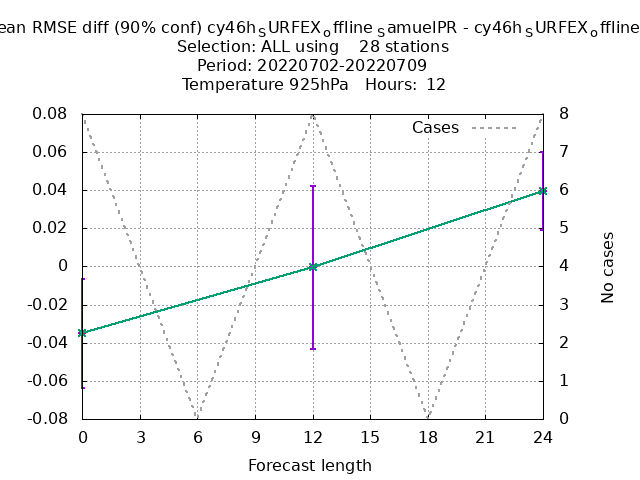 ean RMSE diff (90% conf) cy46hSURFEXoffline SamuelPR - cy46hSURFEXoffline
Selection: ALL using 28 stations
Period: 20220702-20220709
Temperature 925hPa Hours: 12
Cases
0.08
0.06
0.04
0.02
0
-0.02
-0.04
-0.06
-0.08
8
7
6
5
4
3
2
1
0
No cases
0 3 6 9 12 15 18 21 24
Forecast length